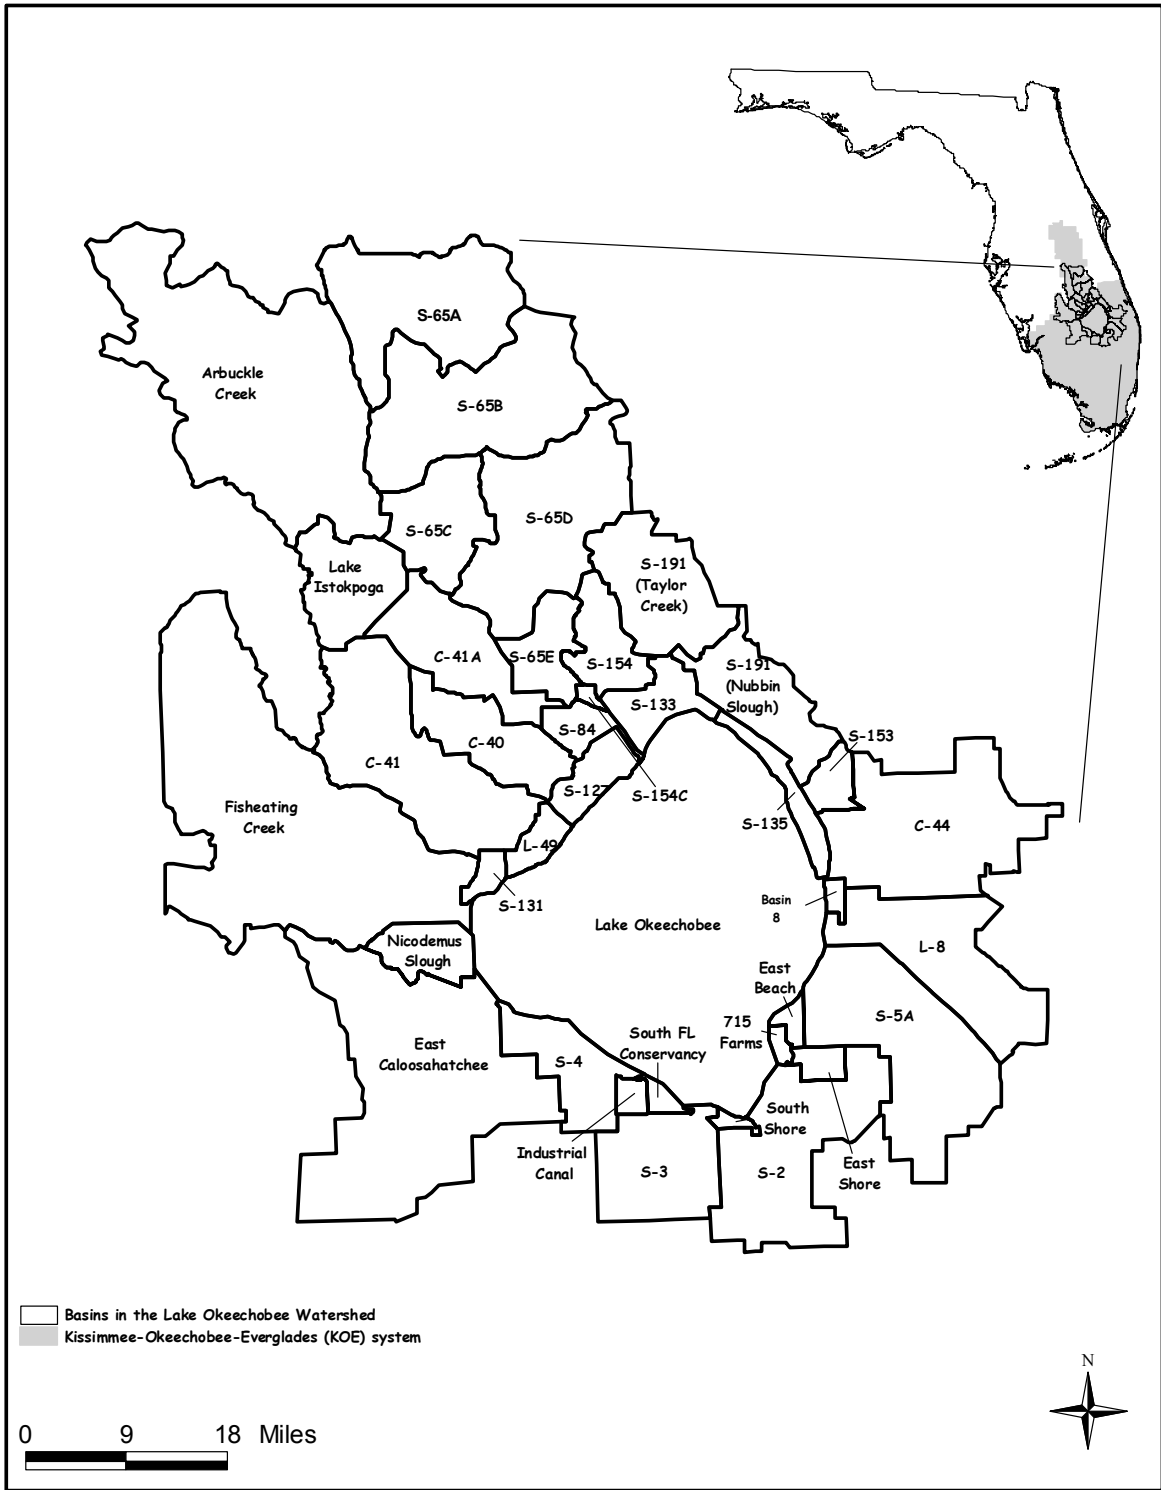 S-65A
Arbuckle
Creek
S-65B
S-65C
S-65D
Lake
Istokpoga
S-191
(Taylor
Creek)
C-41A
S-65E
S-154
S-191
(Nubbin
Slough)
S-133
S-84
S-153
C-40
C-41
S-127
S-154C
Fisheating
Creek
S-135
C-44
L-49
S-131
Basin
8
Lake Okeechobee
Nicodemus
Slough
L-8
East
Beach
S-5A
715
Farms
South FL
Conservancy
East
Caloosahatchee
S-4
South
Shore
Industrial
Canal
S-3
S-2
East
Shore
Basins in the Lake Okeechobee Watershed
Kissimmee-Okeechobee-Everglades (KOE) system
N
0 9 18 Miles